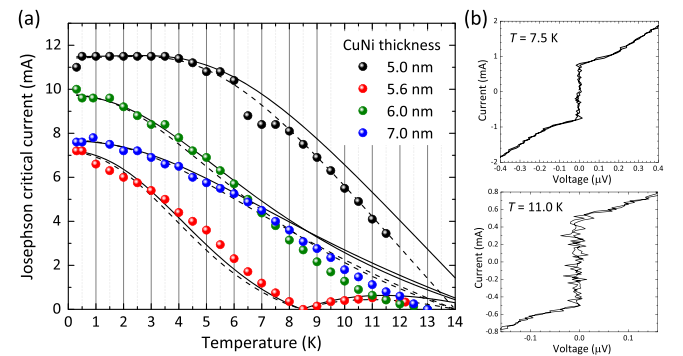 (a)
Josephson critical current (mA)
12
10
8
6
4
2
0
0 1 2 3 4 5 6 7 8 9 10 11 12 13 14
Temperature (K)
CuNi thickness
5.0 nm
5.6 nm
6.0 nm
7.0 nm
(b)
T = 7.5 K
Current (mA)
2
1
0
-1
-2
-0.4 -0.3 -0.2 -0.1 0.0 0.1 0.2 0.3 0.4
Voltage (μV)
T = 11.0 K
Current (mA)
0.8
0.6
0.4
0.2
0.0
-0.2
-0.4
-0.6
-0.8
-0.1 0.0 0.1
Voltage (μV)